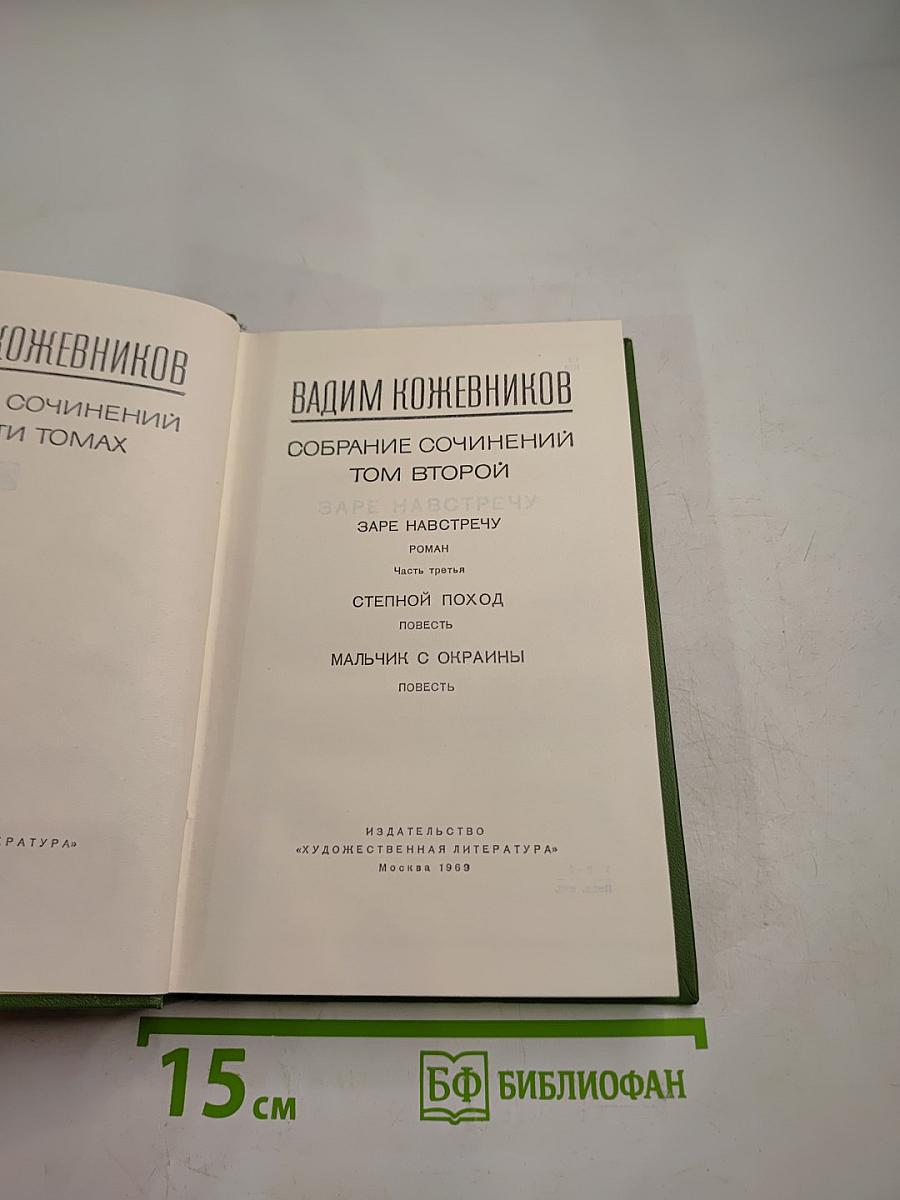 КОЖЕВНИКОВ
СОЧИНЕНИЙ
ТИ ТОМАХ
РАТУРА»
ВАДИМ КОЖЕВНИКОВ
СОБРАНИЕ СОЧИНЕНИЙ
ТОМ ВТОРОЙ
ЗАРЕ НАВСТРЕЧУ
ЗАРЕ НАВСТРЕЧУ
РОМАН
Часть третья
СТЕПНОЙ ПОХОД
ПОВЕСТЬ
МАЛЬЧИК С ОКРАИНЫ
ПОВЕСТЬ
ИЗДАТЕЛЬСТВО
«ХУДОЖЕСТВЕННАЯ ЛИТЕРАТУРА»
Москва 1969
15 см
БФ БИБЛИОФАН